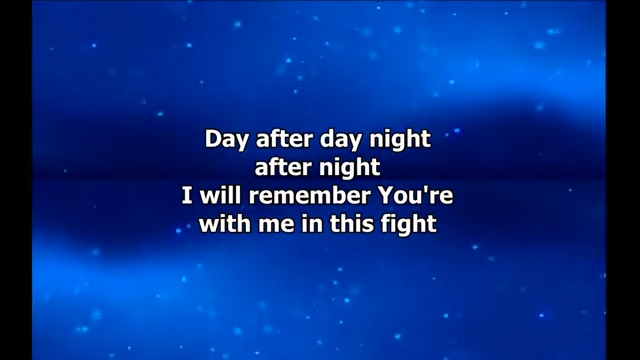 Day after day night
after night
I will remember You're
with me in this fight